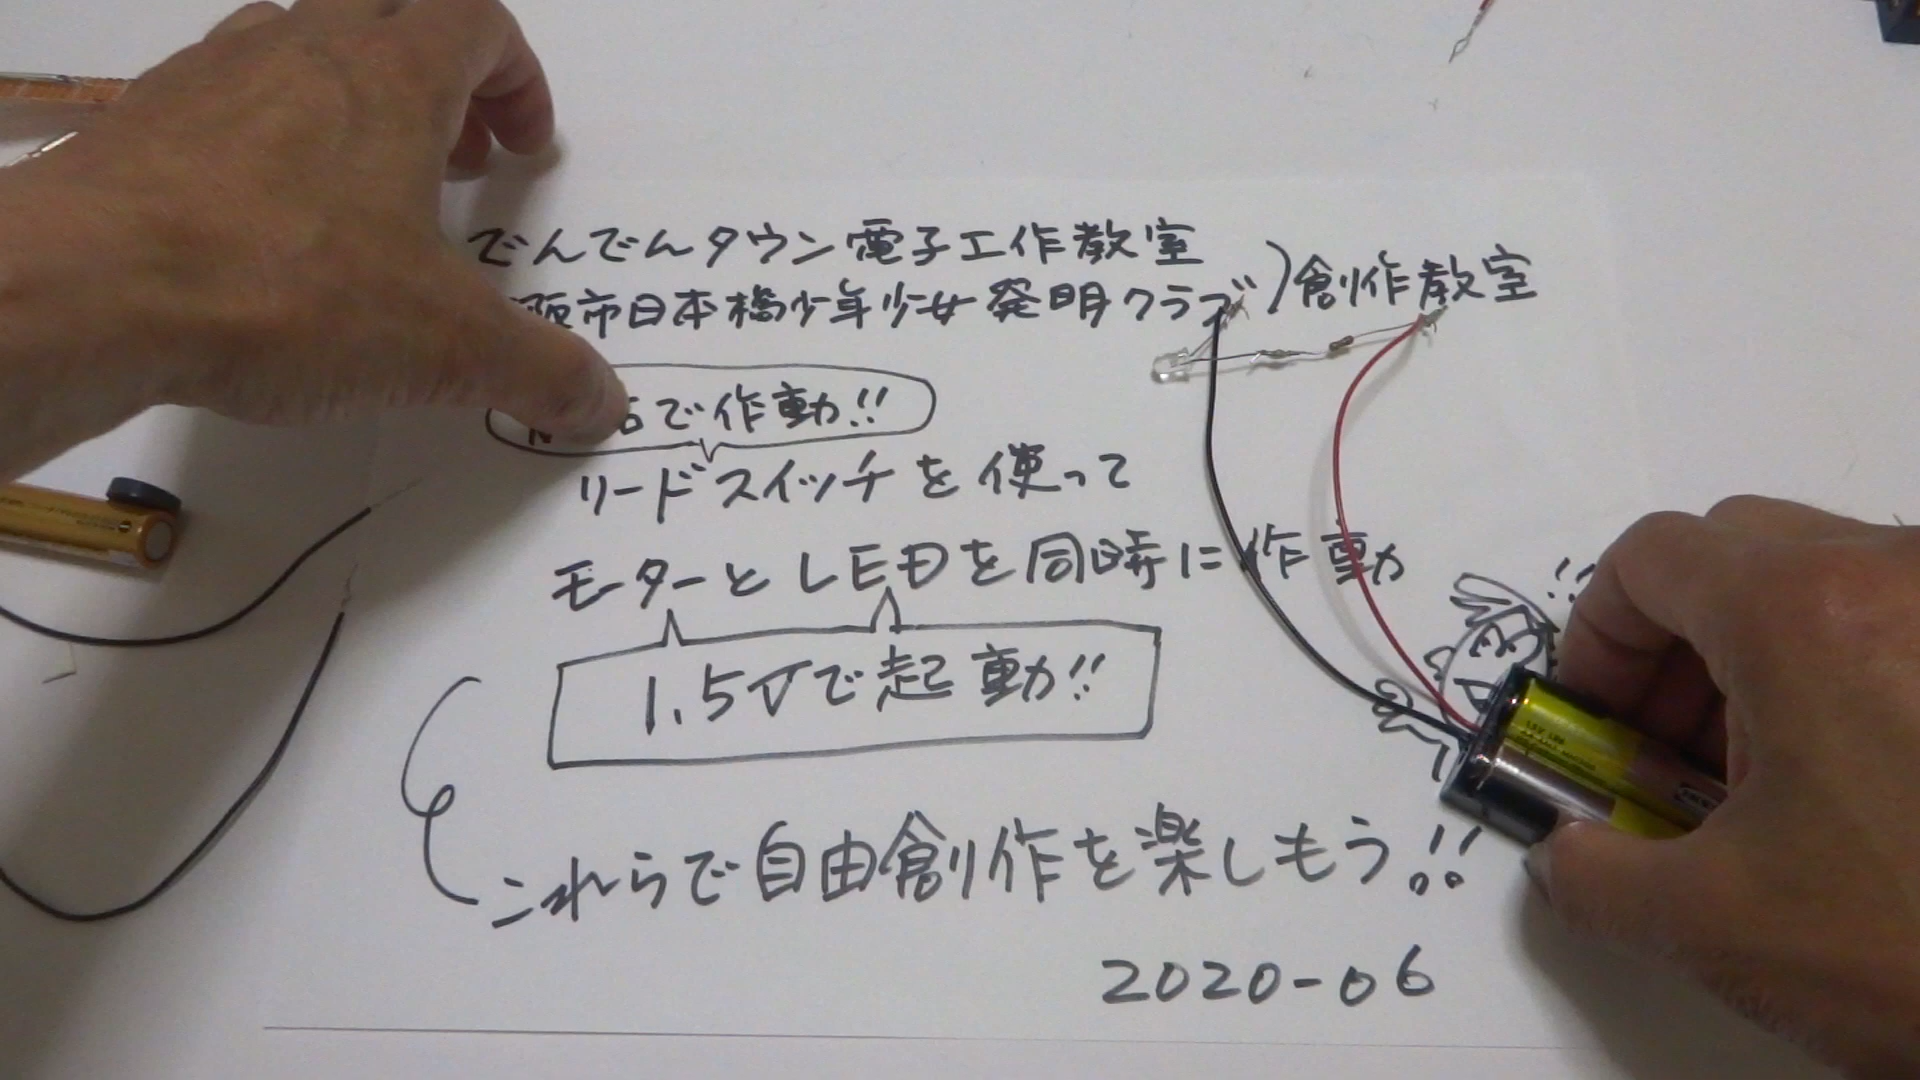 でんでんタウン電子工作教室
阪市日本橋少年少女発明クラブ)創作教室
で作動!!
リードスイッチを使って
モーターとLEDを同時に作動
!!
1.5Vで起動!!
これらで自由創作を楽しもう!!
2020-06